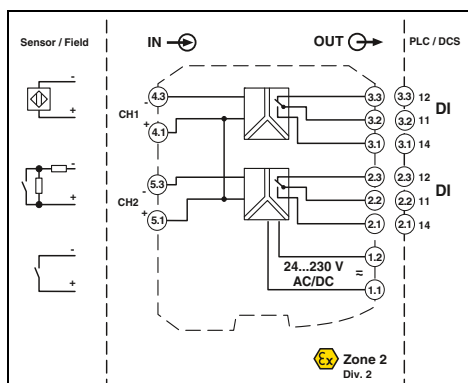 Sensor / Field
IN
OUT
PLC / DCS
-
+
CH1
-
+
4.3
4.1
3.3
3.2
3.1
3.3 12
3.2 11
3.1 14
DI
-
+
CH2
-
+
5.3
5.1
2.3
2.2
2.1
2.3 12
2.2 11
2.1 14
DI
-
+
24...230 V
AC/DC
≈
1.2
1.1
Ex Zone 2
Div. 2